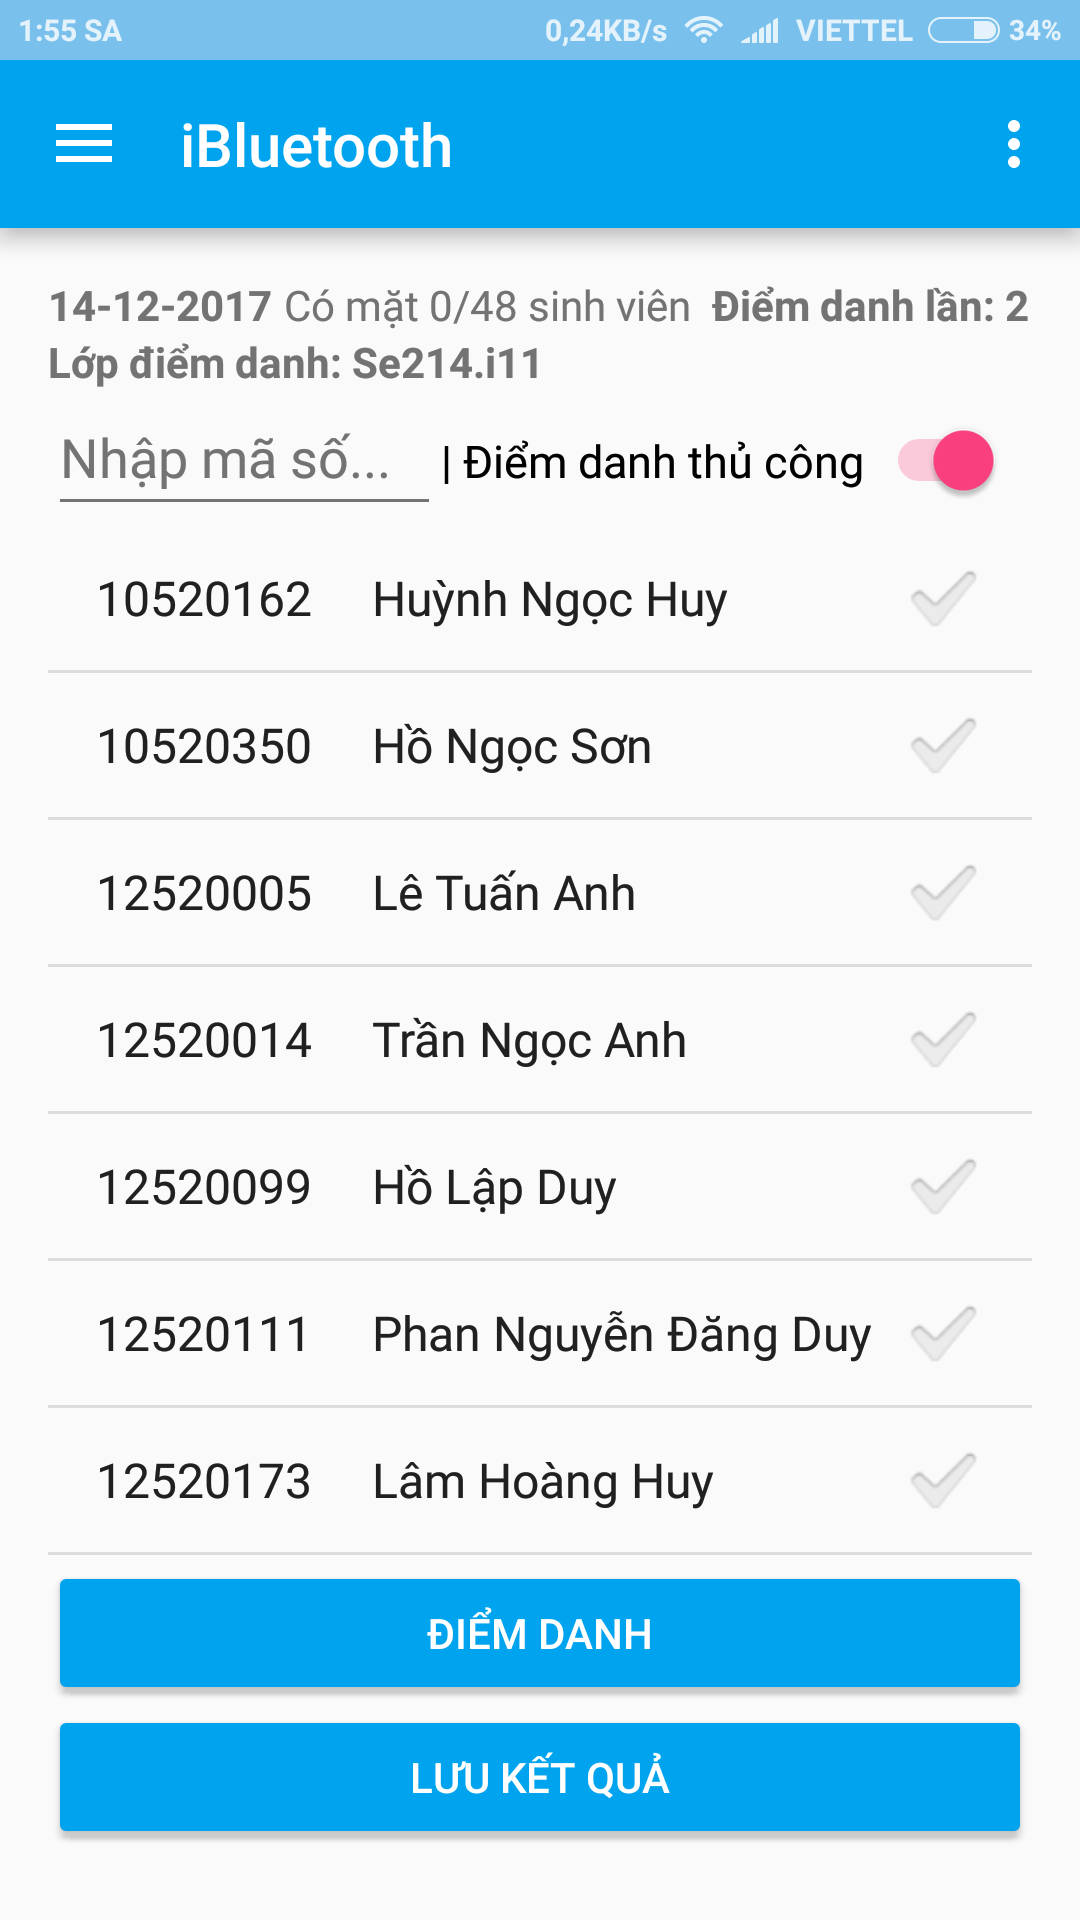 1:55 SA 0,24KB/s VIETTEL 34%
iBluetooth
14-12-2017 Có mặt 0/48 sinh viên Điểm danh lần: 2
Lớp điểm danh: Se214.i11
Nhập mã số... | Điểm danh thủ công
10520162 Huỳnh Ngọc Huy
10520350 Hồ Ngọc Sơn
12520005 Lê Tuấn Anh
12520014 Trần Ngọc Anh
12520099 Hồ Lập Duy
12520111 Phan Nguyễn Đăng Duy
12520173 Lâm Hoàng Huy
ĐIỂM DANH
LƯU KẾT QUẢ